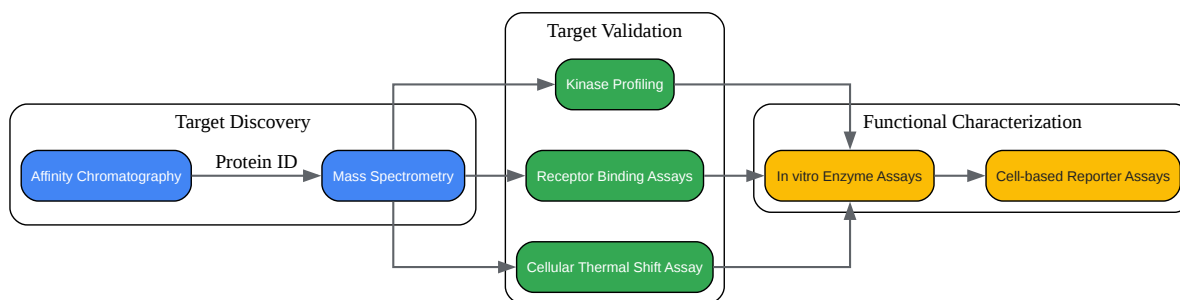 Target Discovery
Affinity Chromatography
Protein ID
Mass Spectrometry
Target Validation
Kinase Profiling
Receptor Binding Assays
Cellular Thermal Shift Assay
Functional Characterization
In vitro Enzyme Assays
Cell-based Reporter Assays